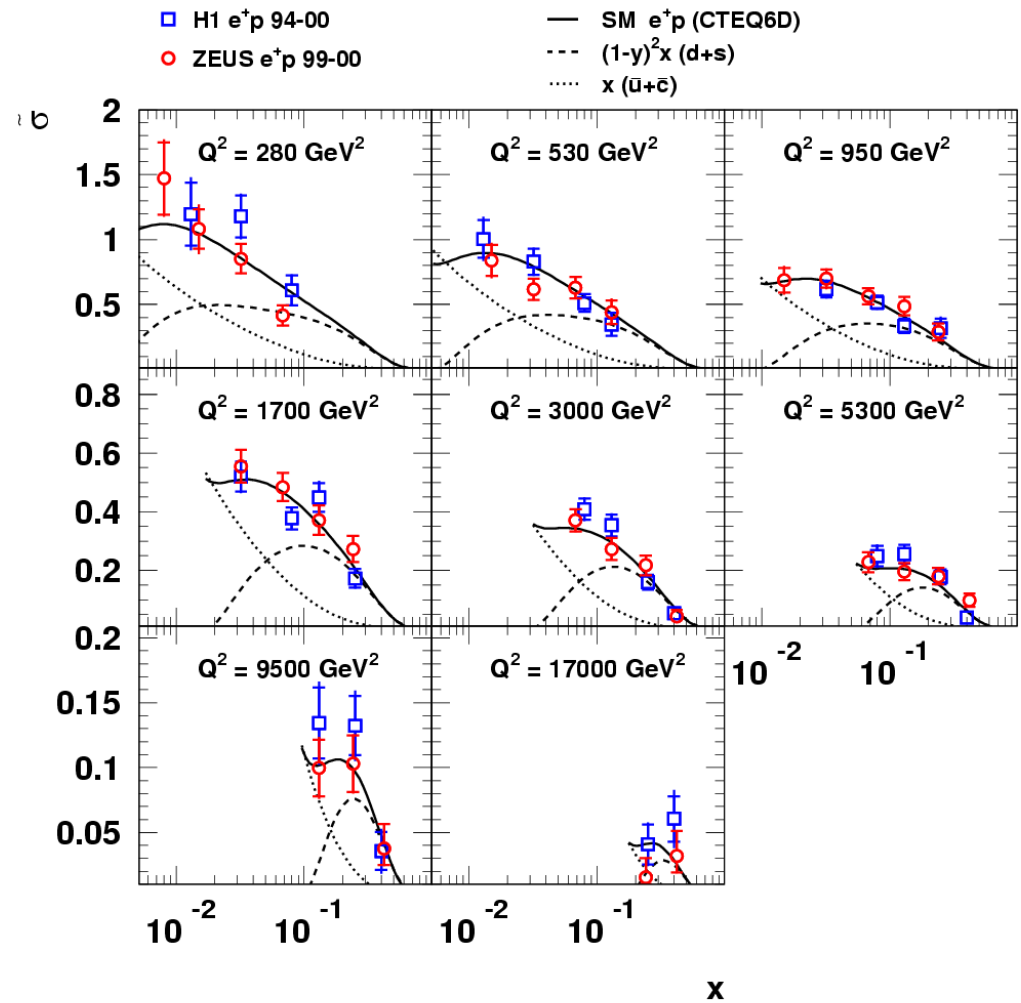 H1 e⁺p 94-00
ZEUS e⁺p 99-00
SM e⁺p (CTEQ6D)
(1-y)²x (d+s)
x (ū+c̄)
σ̃
2
1.5
1
0.5
Q² = 280 GeV²
Q² = 530 GeV²
Q² = 950 GeV²
0.8
0.6
0.4
0.2
Q² = 1700 GeV²
Q² = 3000 GeV²
Q² = 5300 GeV²
10⁻² 10⁻¹
0.2
0.15
0.1
0.05
Q² = 9500 GeV²
Q² = 17000 GeV²
10⁻² 10⁻¹ 10⁻² 10⁻¹
x